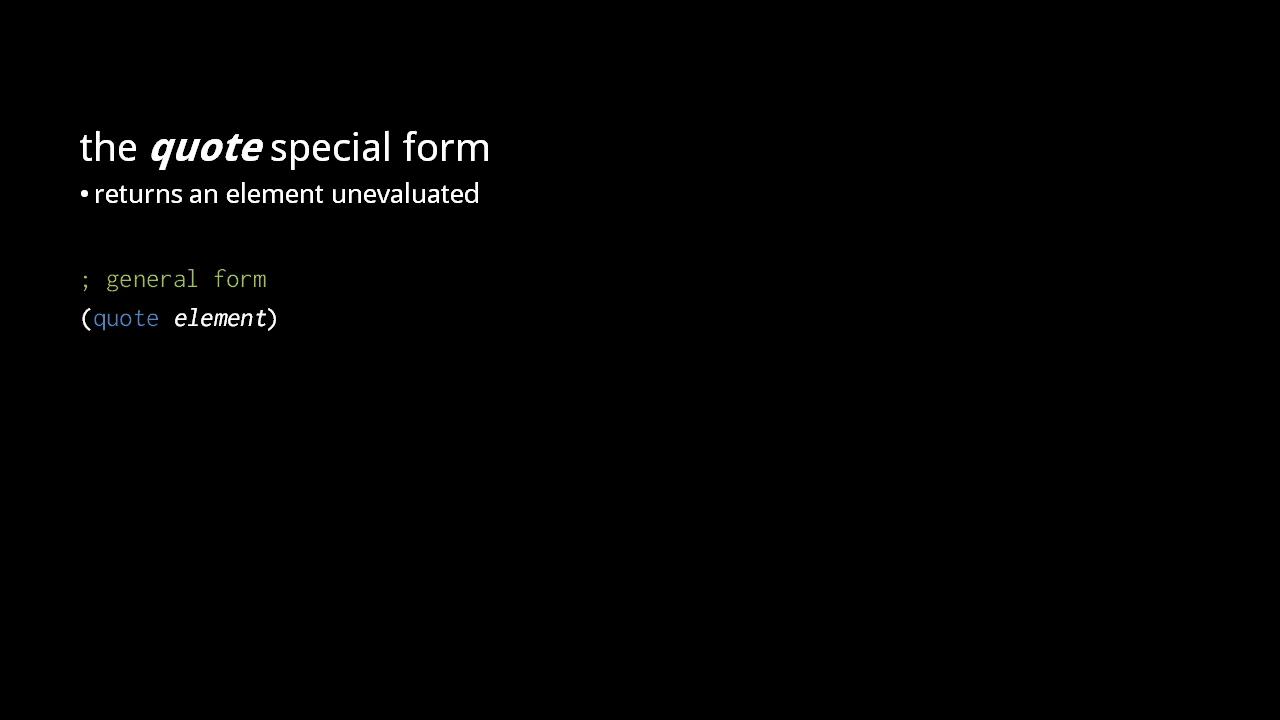 the quote special form
• returns an element unevaluated
; general form
(quote element)